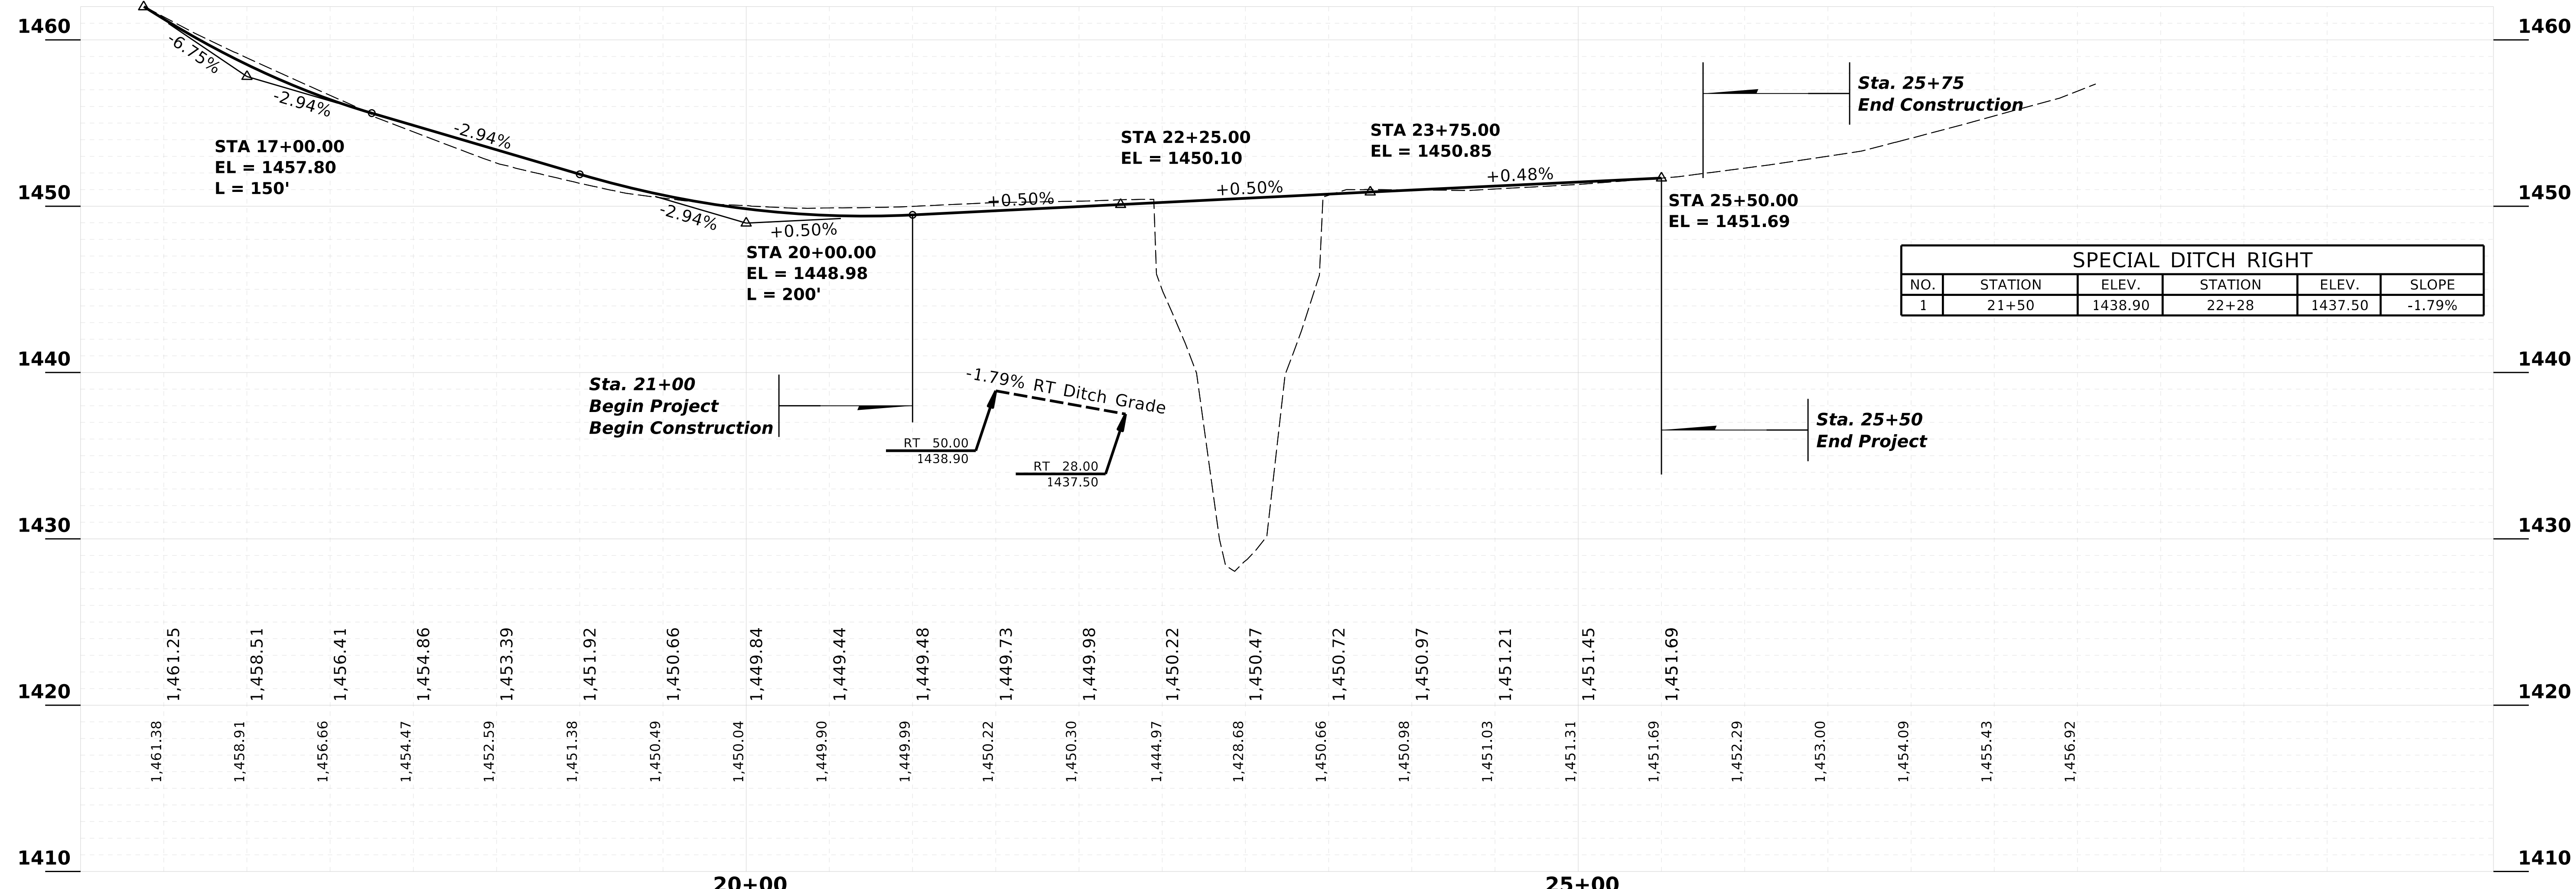 1460
1460
-6.75%
-2.94%
-2.94%
STA 17+00.00
EL = 1457.80
L = 150'
STA 22+25.00
EL = 1450.10
STA 23+75.00
EL = 1450.85
Sta. 25+75
End Construction
1450
1450
-2.94%
+0.50%
+0.50%
+0.50%
+0.48%
STA 20+00.00
EL = 1448.98
L = 200'
STA 25+50.00
EL = 1451.69
SPECIAL DITCH RIGHT
NO. STATION ELEV. STATION ELEV. SLOPE
1 21+50 1438.90 22+28 1437.50 -1.79%
1440
1440
Sta. 21+00
Begin Project
Begin Construction
-1.79% RT Ditch Grade
RT 50.00
1438.90
RT 28.00
1437.50
Sta. 25+50
End Project
1430
1430
1,461.25
1,458.51
1,456.41
1,454.86
1,453.39
1,451.92
1,450.66
1,449.84
1,449.44
1,449.48
1,449.73
1,449.98
1,450.22
1,450.47
1,450.72
1,450.97
1,451.21
1,451.45
1,451.69
1420
1420
1,461.38
1,458.91
1,456.66
1,454.47
1,452.59
1,451.38
1,450.49
1,450.04
1,449.90
1,449.99
1,450.22
1,450.30
1,444.97
1,428.68
1,450.66
1,450.98
1,451.03
1,451.31
1,451.69
1,452.29
1,453.00
1,454.09
1,455.43
1,456.92
1410
1410
20+00
25+00